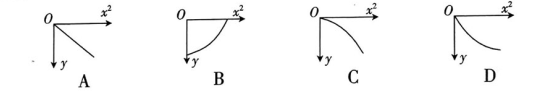 O x² O x² O x² O x²
y y y y
A B C D